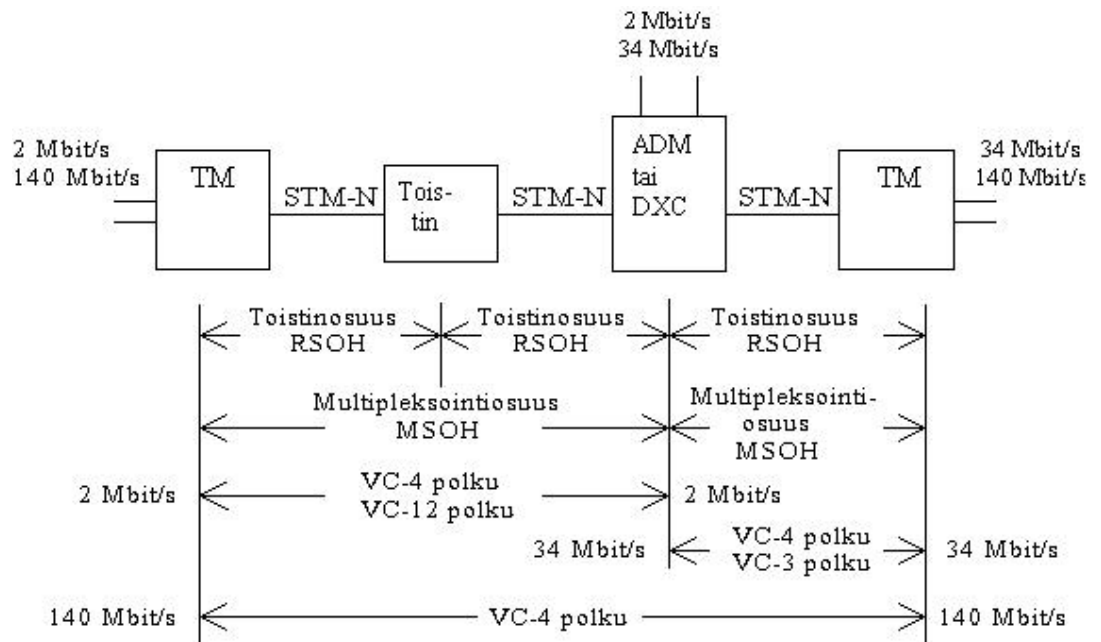 2 Mbit/s
34 Mbit/s
2 Mbit/s
140 Mbit/s
TM
STM-N
Tois-
tin
STM-N
ADM
tai
DXC
STM-N
TM
34 Mbit/s
140 Mbit/s
Toistinosuus
RSOH
Toistinosuus
RSOH
Toistinosuus
RSOH
Multipleksointiosuus
MSOH
Multipleksointi-
osuus
MSOH
2 Mbit/s
VC-4 polku
VC-12 polku
2 Mbit/s
34 Mbit/s
VC-4 polku
VC-3 polku
34 Mbit/s
140 Mbit/s
VC-4 polku
140 Mbit/s